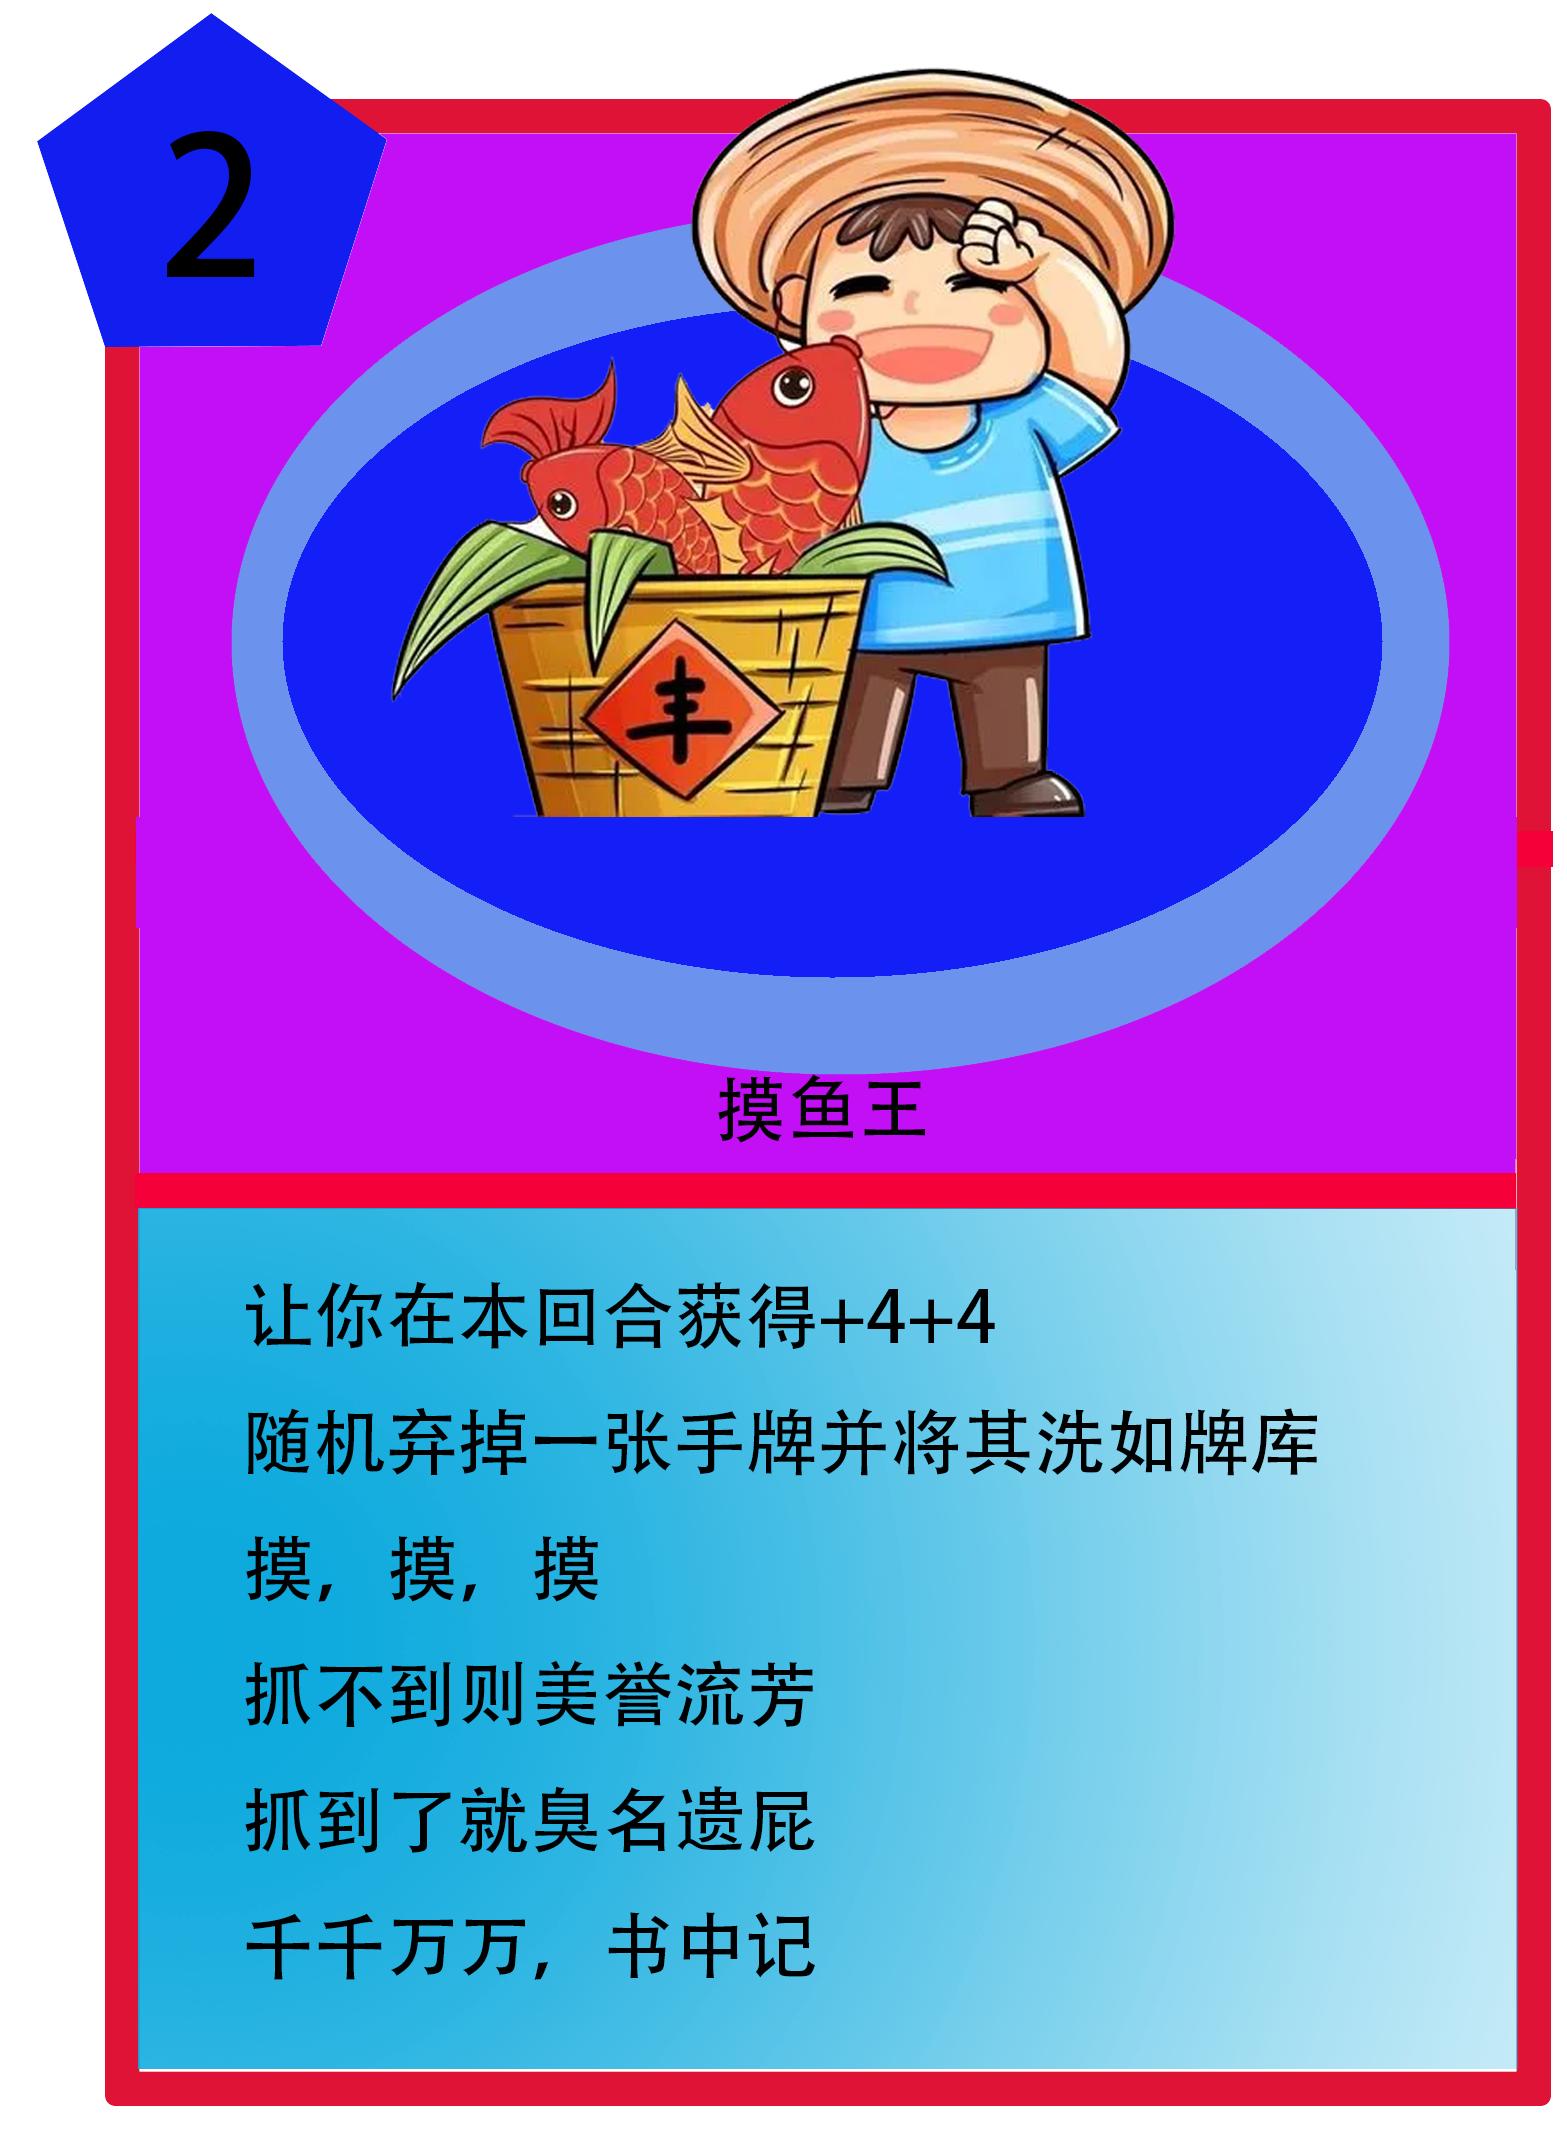 2
丰
摸鱼王
让你在本回合获得+4+4
随机弃掉一张手牌并将其洗如牌库
摸，摸，摸
抓不到则美誉流芳
抓到了就臭名遗屁
千千万万，书中记